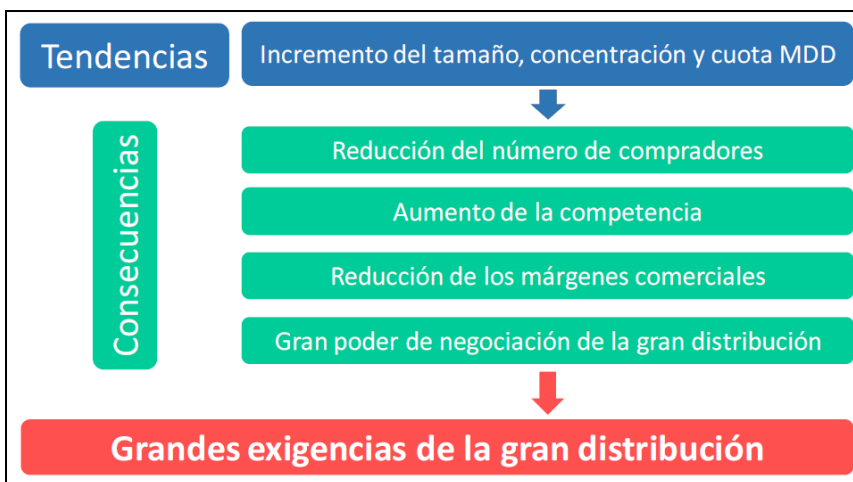 Tendencias
Incremento del tamaño, concentración y cuota MDD
Consecuencias
Reducción del número de compradores
Aumento de la competencia
Reducción de los márgenes comerciales
Gran poder de negociación de la gran distribución
Grandes exigencias de la gran distribución